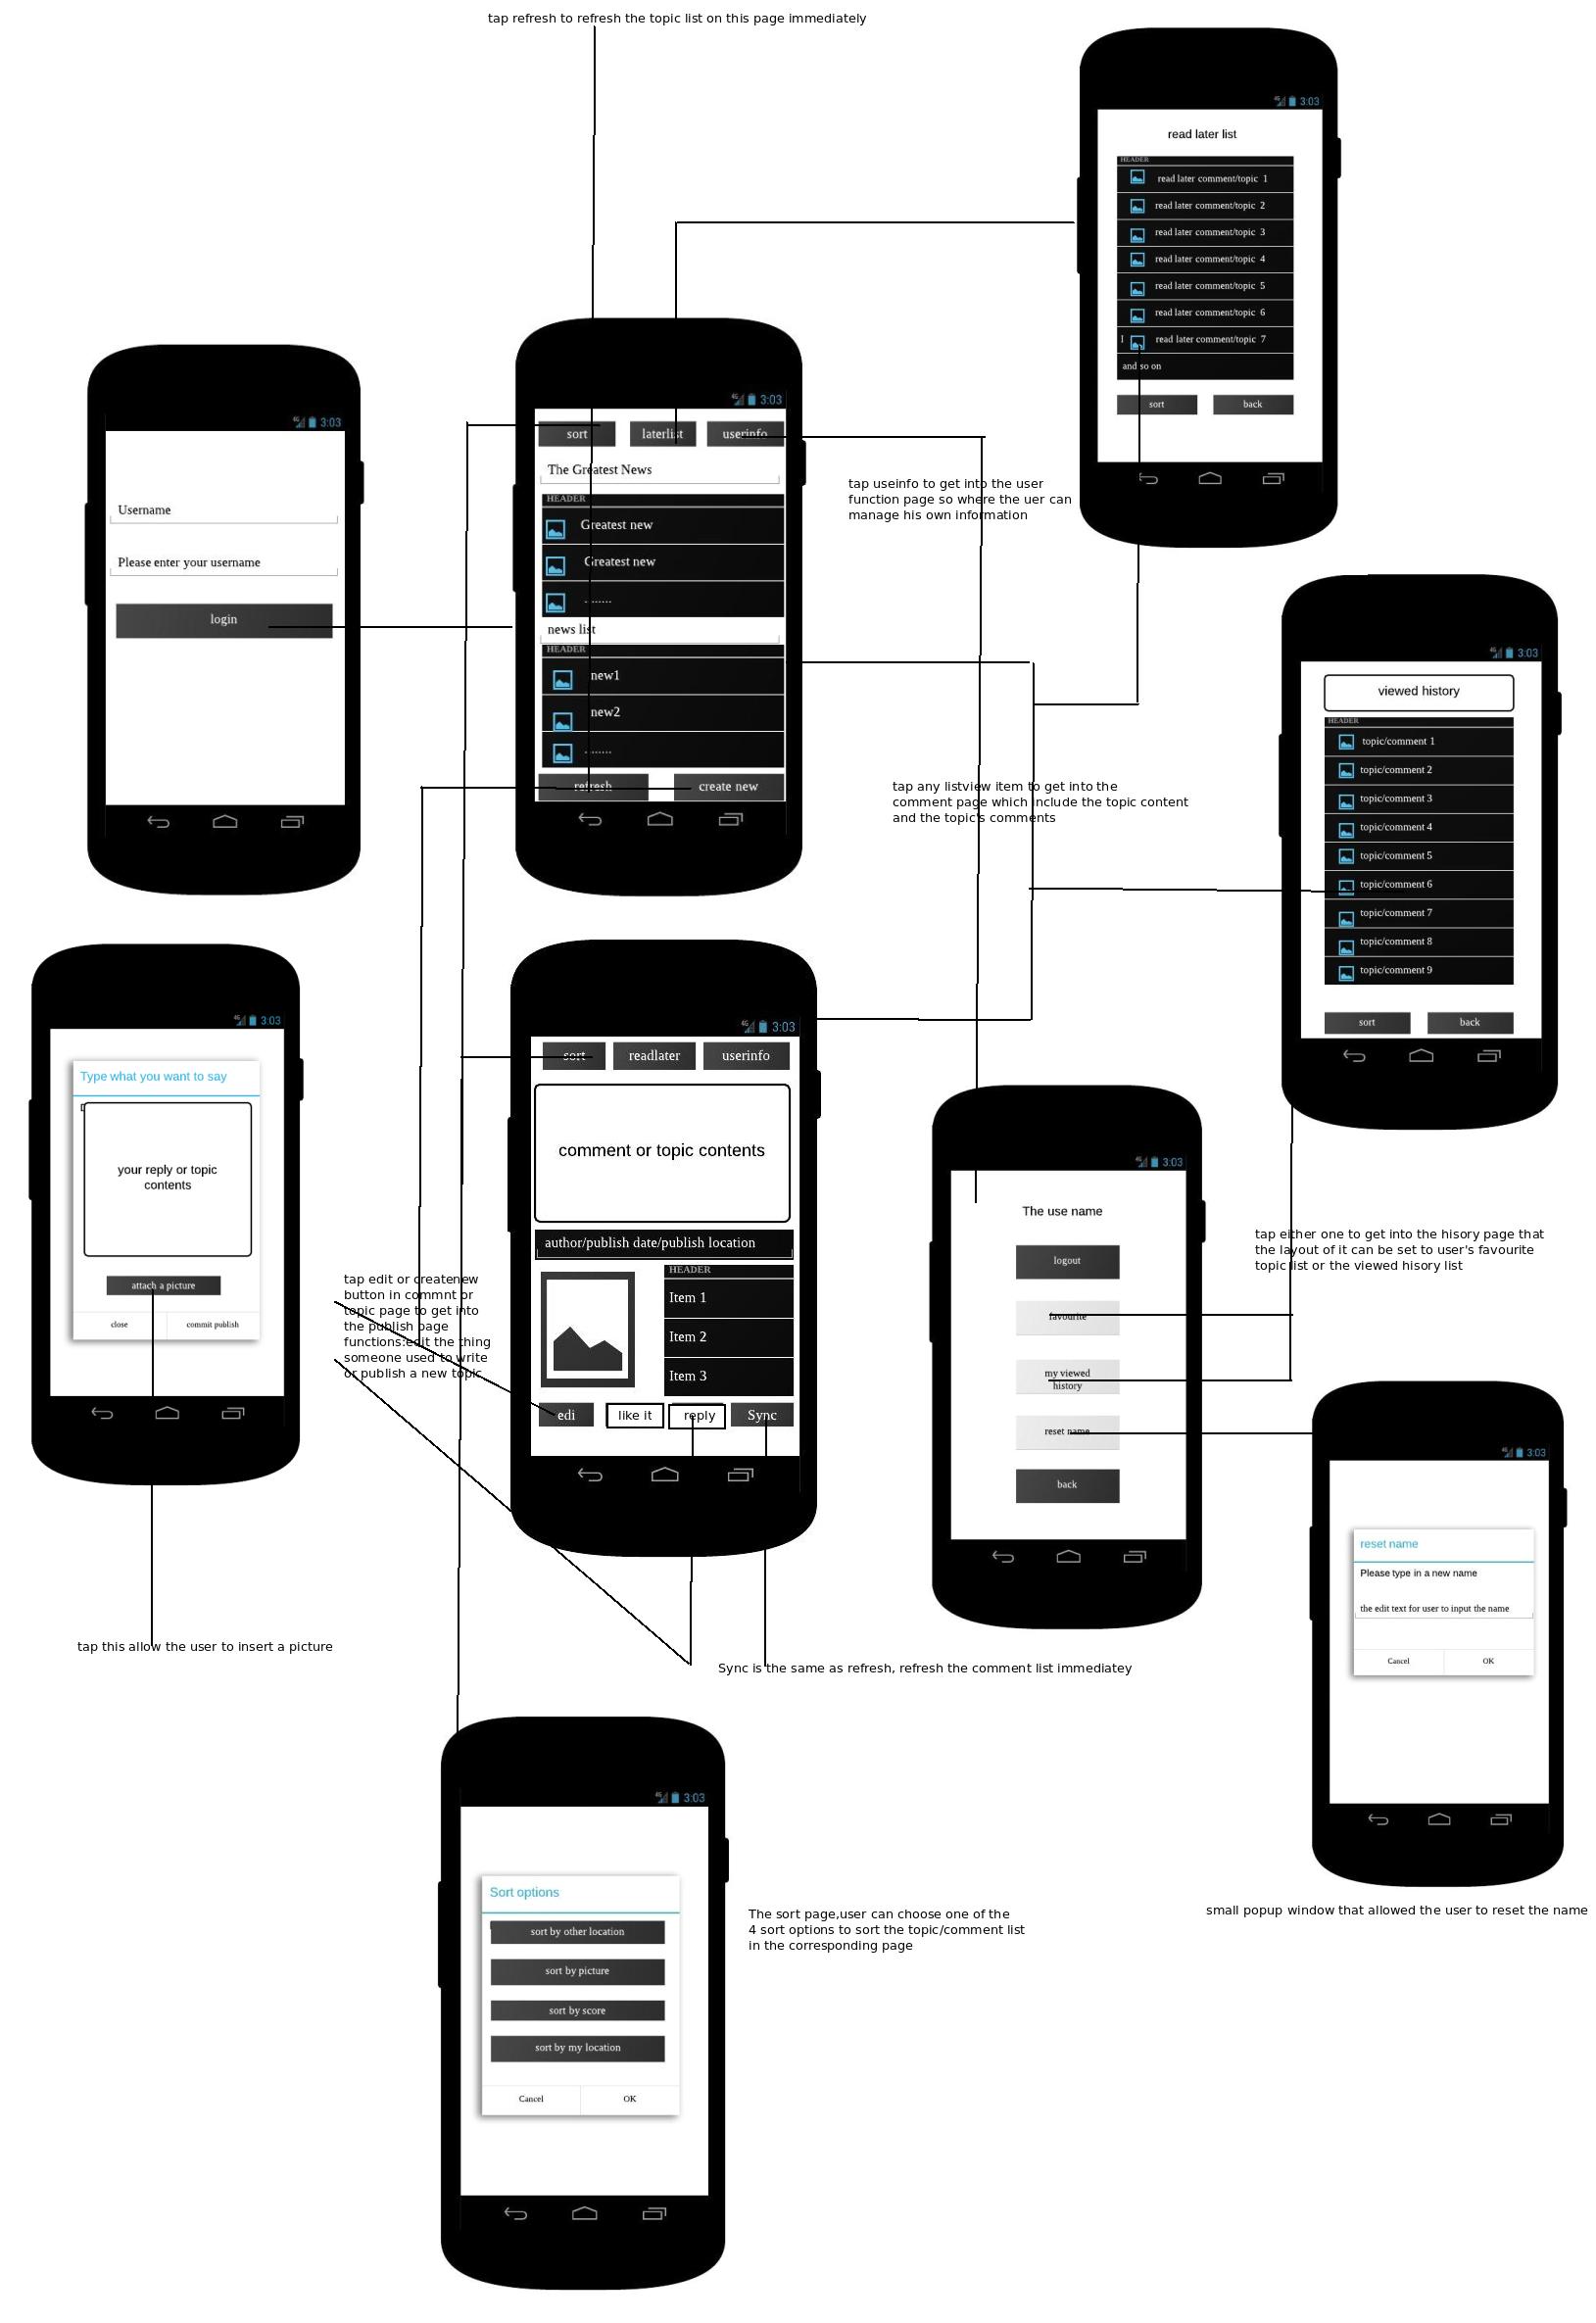 tap refresh to refresh the topic list on this page immediately
3:03
read later list
HEADER
read later comment/topic 1
read later comment/topic 2
read later comment/topic 3
read later comment/topic 4
read later comment/topic 5
read later comment/topic 6
I read later comment/topic 7
and so on
sort back
3:03
Username
Please enter your username
login
3:03
sort laterlist userinfo
The Greatest News
HEADER
Greatest new
Greatest new
........
news list
HEADER
new1
new2
........
refresh create new
tap useinfo to get into the user
function page so where the uer can
manage his own information
3:03
viewed history
HEADER
topic/comment 1
topic/comment 2
topic/comment 3
topic/comment 4
topic/comment 5
topic/comment 6
topic/comment 7
topic/comment 8
topic/comment 9
sort back
tap any listview item to get into the
comment page which include the topic content
and the topic's comments
3:03
Type what you want to say
your reply or topic
contents
attach a picture
close commit publish
tap edit or createnew
button in commnt or
topic page to get into
the publish page
functions:edit the thing
someone used to write
or publish a new topic
3:03
sort readlater userinfo
comment or topic contents
author/publish date/publish location
HEADER
Item 1
Item 2
Item 3
edi like it reply Sync
3:03
The use name
logout
favourite
my viewed
history
reset name
back
tap either one to get into the hisory page that
the layout of it can be set to user's favourite
topic list or the viewed hisory list
3:03
reset name
Please type in a new name
the edit text for user to input the name
Cancel OK
tap this allow the user to insert a picture
Sync is the same as refresh, refresh the comment list immediatey
small popup window that allowed the user to reset the name
3:03
Sort options
sort by other location
sort by picture
sort by score
sort by my location
Cancel OK
The sort page,user can choose one of the
4 sort options to sort the topic/comment list
in the corresponding page